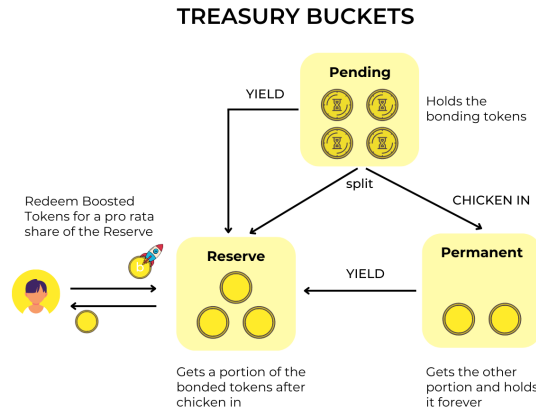 TREASURY BUCKETS
Pending
YIELD
Holds the
bonding tokens
split
CHICKEN IN
Redeem Boosted
Tokens for a pro rata
share of the Reserve
Reserve
YIELD
Permanent
Gets a portion of the
bonded tokens after
chicken in
Gets the other
portion and holds
it forever